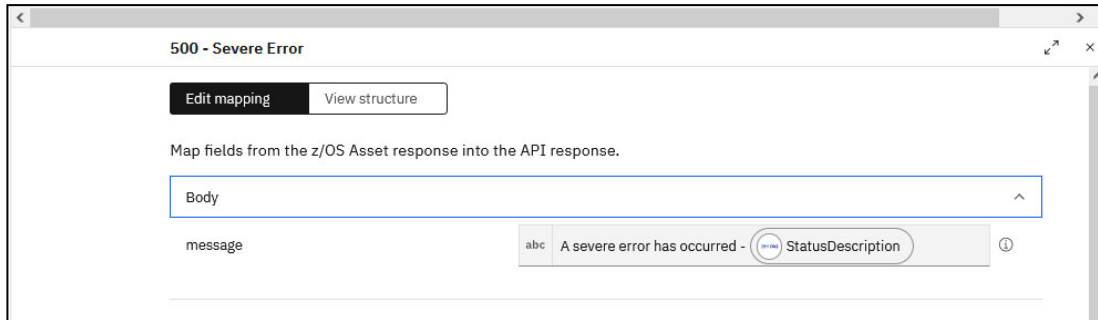 500 - Severe Error
Edit mapping
View structure
Map fields from the z/OS Asset response into the API response.
Body
message
abc
A severe error has occurred - StatusDescription